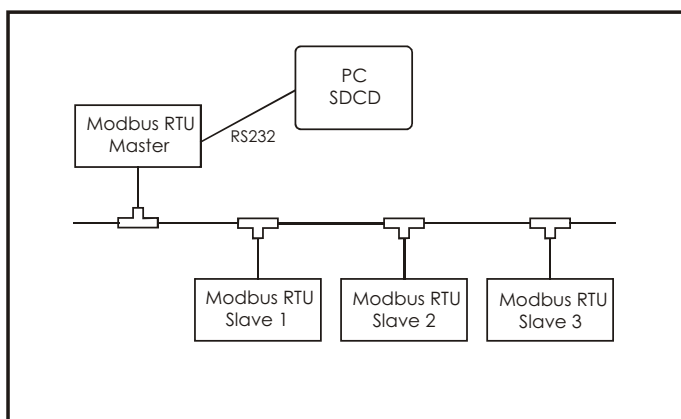 PC
SDCD
Modbus RTU
Master
RS232
Modbus RTU
Slave 1
Modbus RTU
Slave 2
Modbus RTU
Slave 3